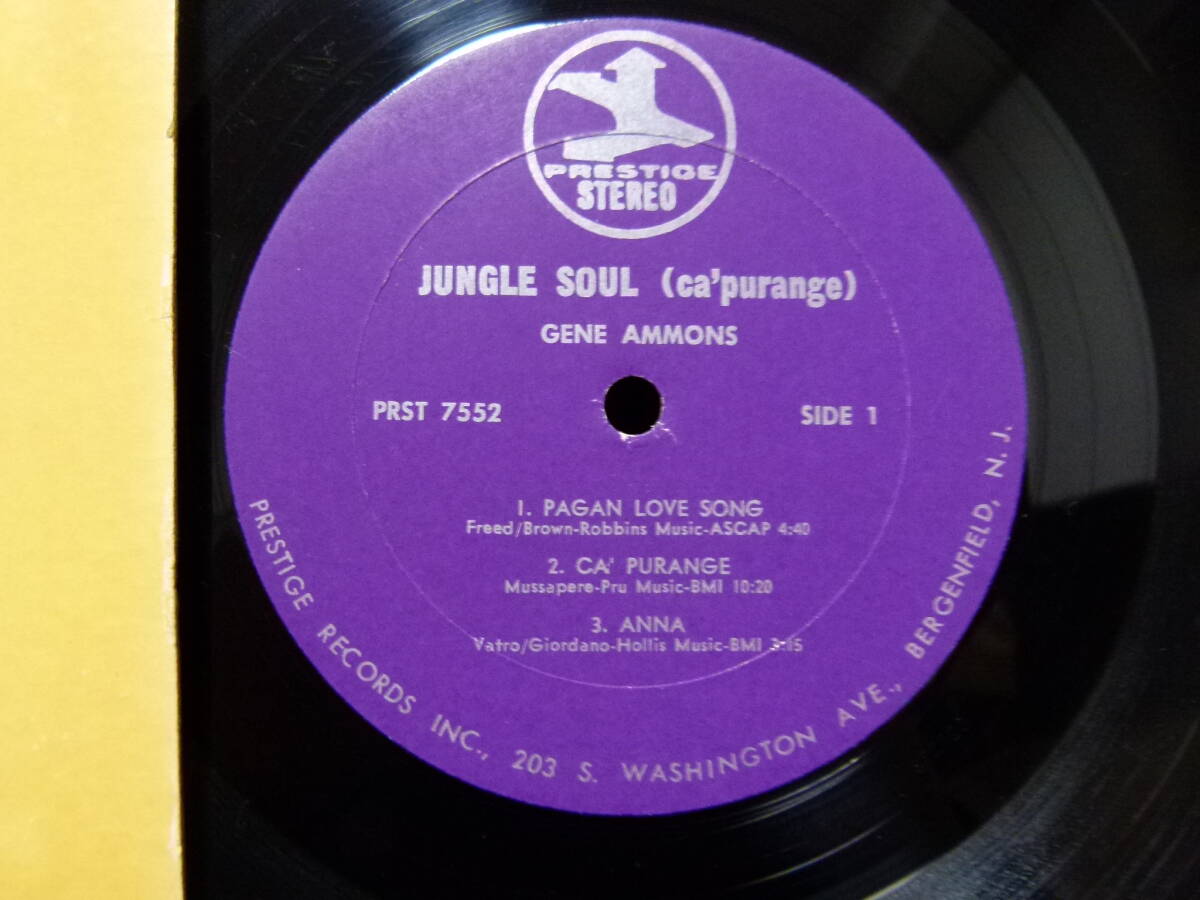 PRESTIGE
STEREO
JUNGLE SOUL (ca'purange)
GENE AMMONS
PRST 7552
SIDE 1
1. PAGAN LOVE SONG
Freed/Brown-Robbins Music-ASCAP 4:40
2. CA' PURANGE
Mussapere-Pru Music-BMI 10:20
3. ANNA
Vatro/Giordano-Hollis Music-BMI 3:15
PRESTIGE RECORDS INC., 203 S. WASHINGTON AVE., BERGENFIELD, N. J.